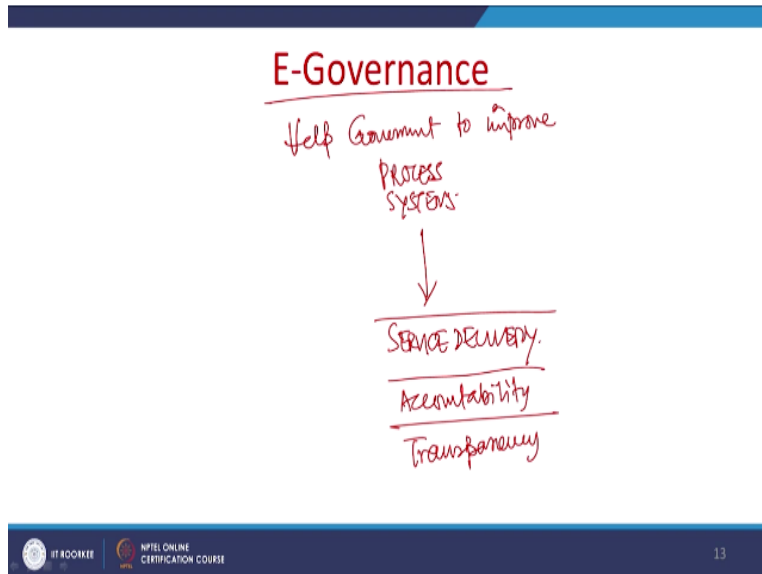 E-Governance
Help Government to improve
PROCESS
SYSTEMS
SERVICE DELIVERY.
Accountability
Transparency
IIT ROORKEE
NPTEL ONLINE
CERTIFICATION COURSE
13